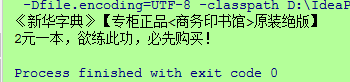 -Dfile.encoding=UTF-8 -classpath D:\IdeaP
《新华字典》【专柜正品<商务印书馆>原装绝版】
2元一本，欲练此功，必先购买！
Process finished with exit code 0